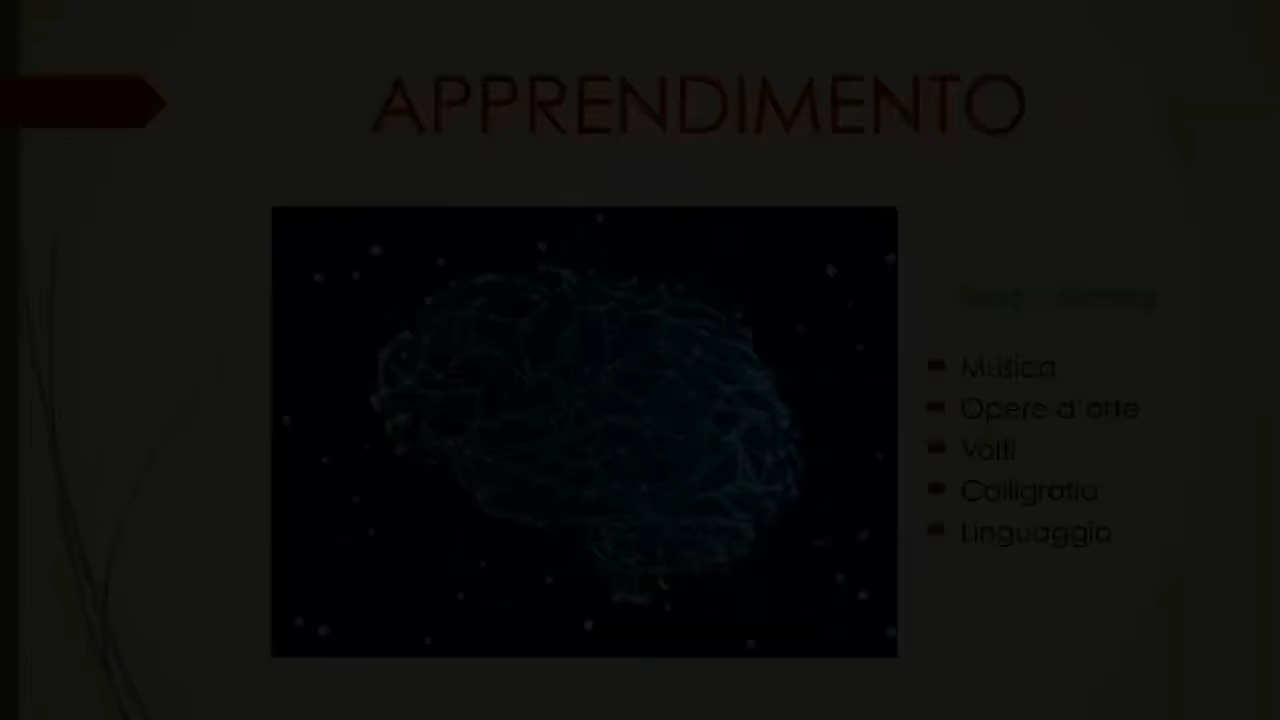 APPRENDIMENTO
Musica
Opere d'arte
Volti
Calligrafia
Linguaggio